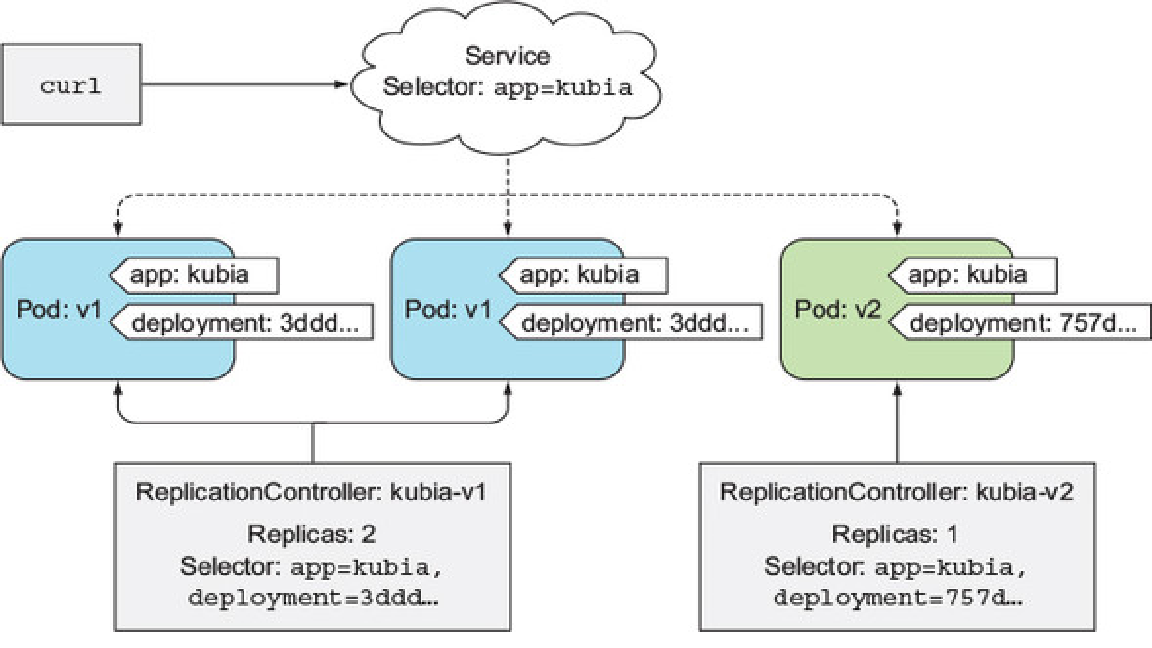 curl
Service
Selector: app=kubia
Pod: v1
app: kubia
deployment: 3ddd...
Pod: v1
app: kubia
deployment: 3ddd...
Pod: v2
app: kubia
deployment: 757d...
ReplicationController: kubia-v1
Replicas: 2
Selector: app=kubia,
deployment=3ddd…
ReplicationController: kubia-v2
Replicas: 1
Selector: app=kubia,
deployment=757d…